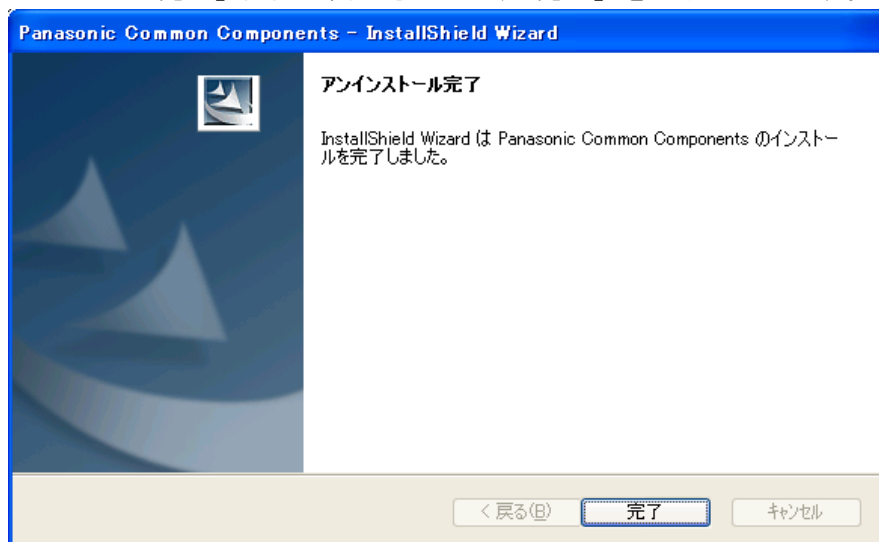 Panasonic Common Components - InstallShield Wizard
アンインストール完了
InstallShield Wizard は Panasonic Common Components のインストー
ルを完了しました。
< 戻る(B)
完了
キャンセル